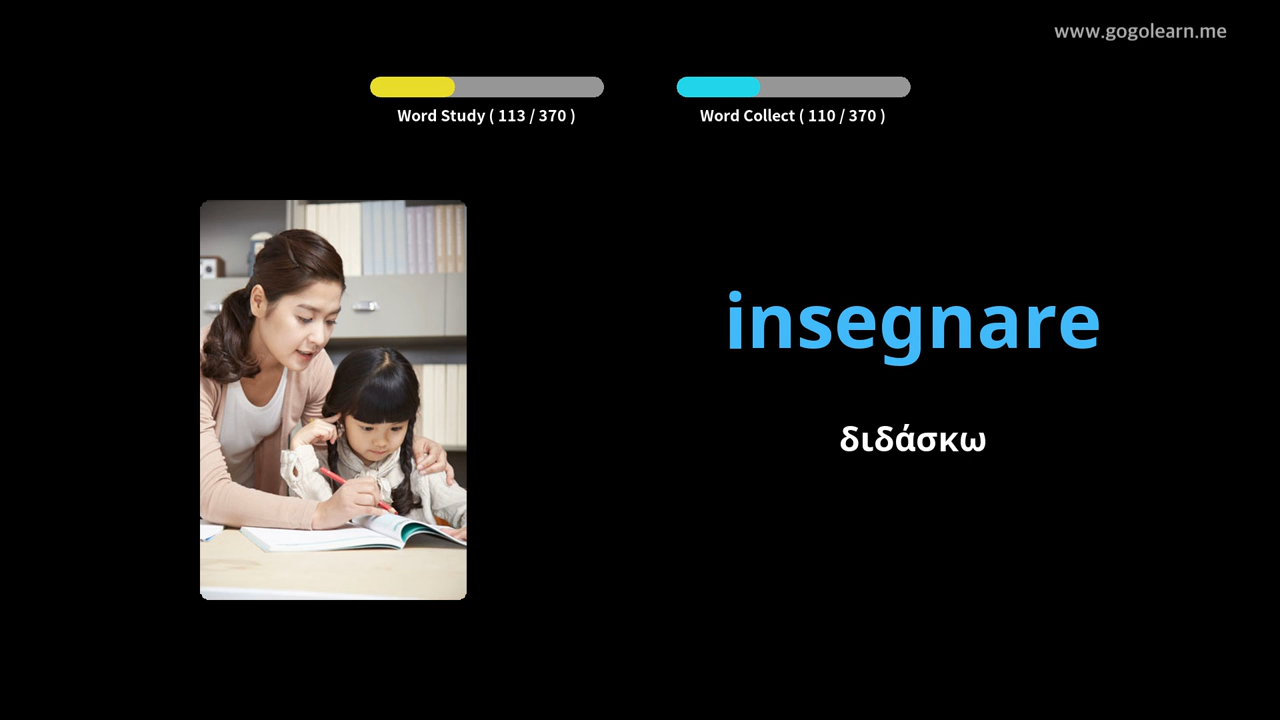 www.gogolearn.me
Word Study ( 113 / 370 )
Word Collect ( 110 / 370 )
insegnare
διδάσκω